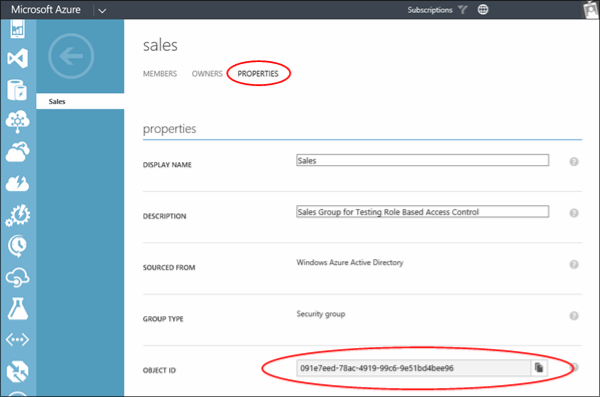 Microsoft Azure
Subscriptions
sales
MEMBERS OWNERS PROPERTIES
Sales
properties
DISPLAY NAME Sales
DESCRIPTION Sales Group for Testing Role Based Access Control
SOURCED FROM Windows Azure Active Directory
GROUP TYPE Security group
OBJECT ID 091e7eed-78ac-4919-99c6-9e51bd4bee96